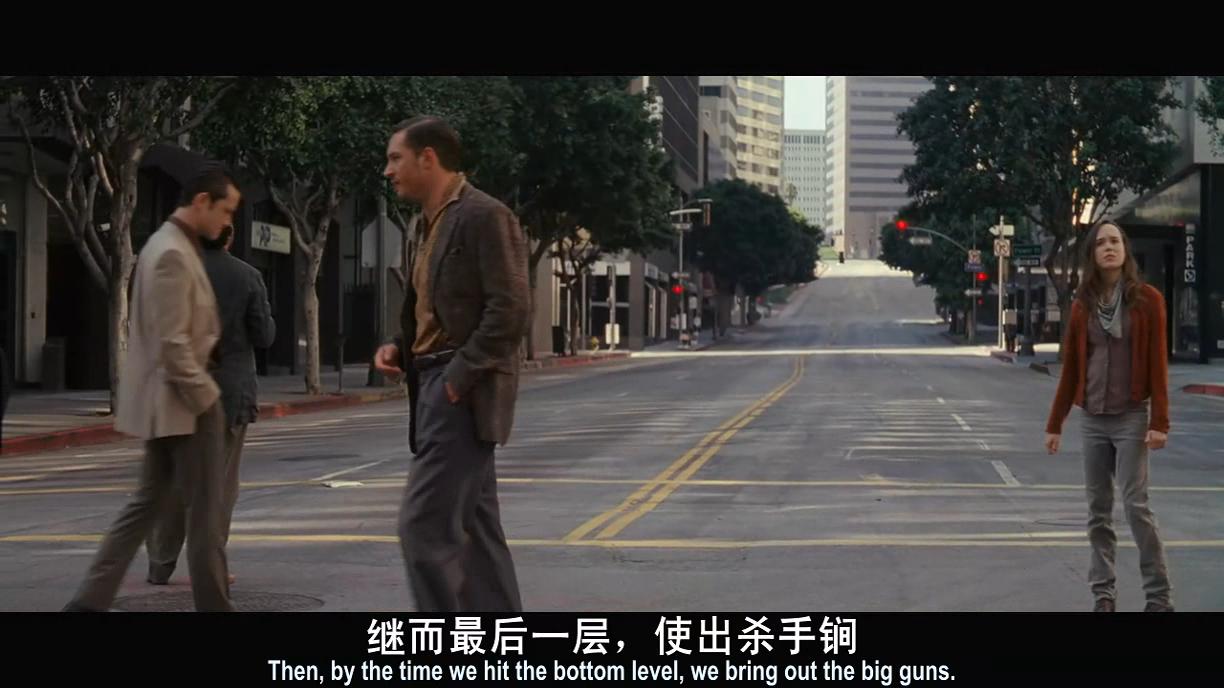 PARK
继而最后一层，使出杀手锏
Then, by the time we hit the bottom level, we bring out the big guns.